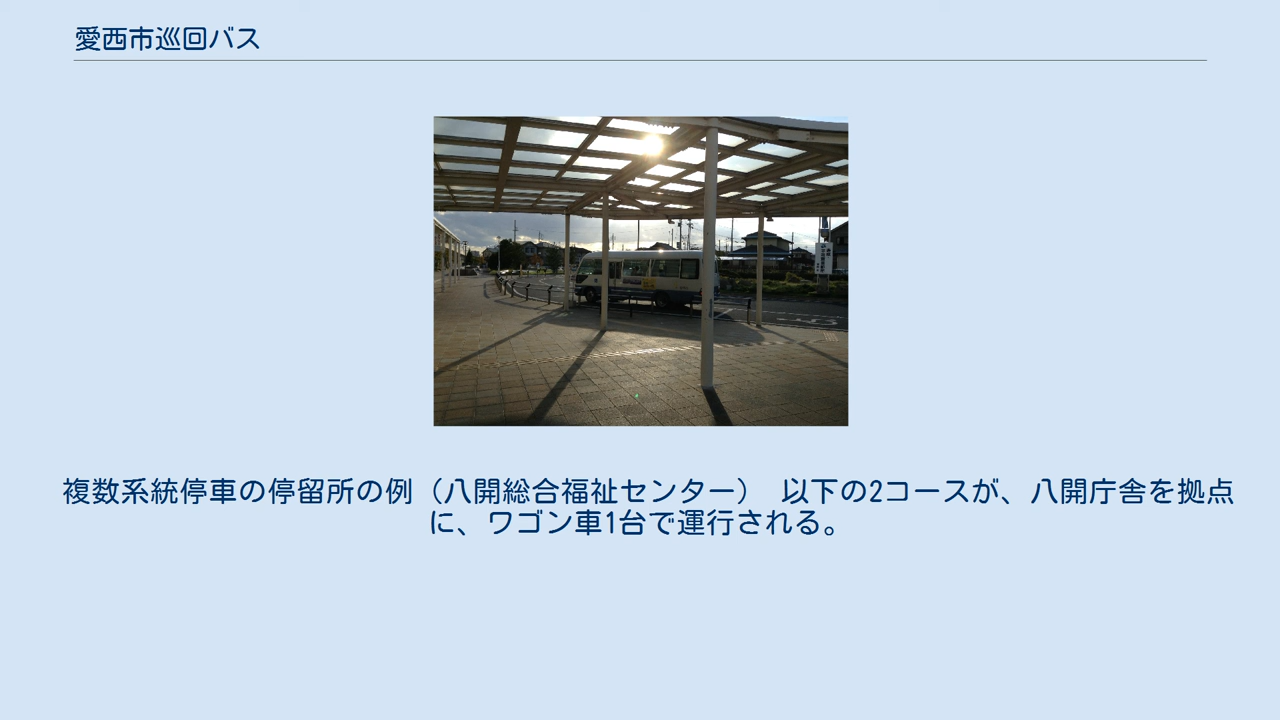 愛西市巡回バス
複数系統停車の停留所の例（八開総合福祉センター）　以下の2コースが、八開庁舎を拠点
に、ワゴン車1台で運行される。